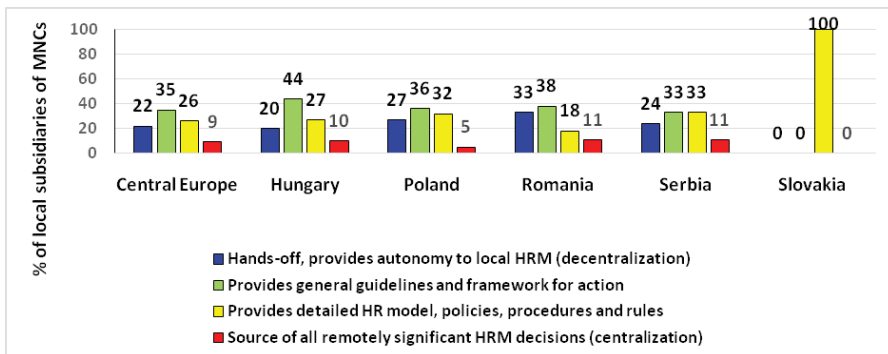 % of local subsidiaries of MNCs
100
80
60
40
20
0
22 35 26 9
20 44 27 10
27 36 32 5
33 38 18 11
24 33 33 11
0 0 100 0
Central Europe Hungary Poland Romania Serbia Slovakia
Hands-off, provides autonomy to local HRM (decentralization)
Provides general guidelines and framework for action
Provides detailed HR model, policies, procedures and rules
Source of all remotely significant HRM decisions (centralization)